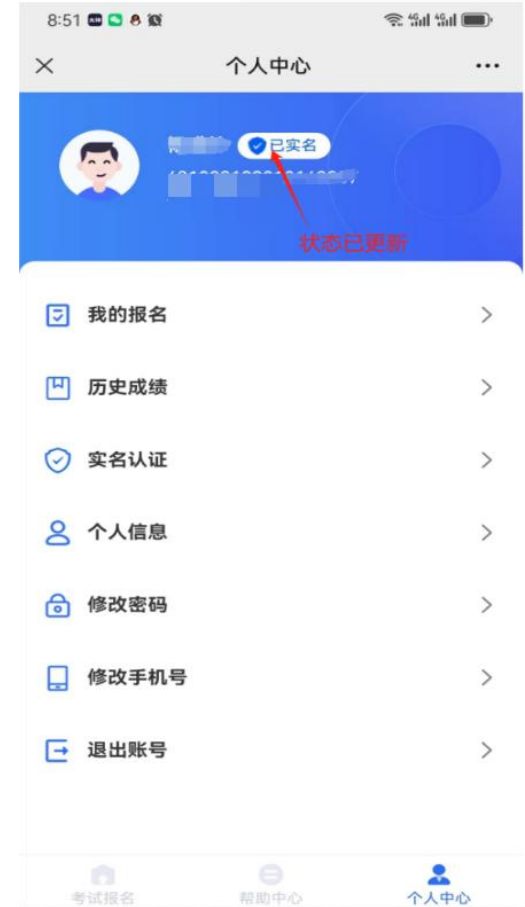 8:51
个人中心
已实名
状态已更新
我的报名
历史成绩
实名认证
个人信息
修改密码
修改手机号
退出账号
考试报名 帮助中心 个人中心